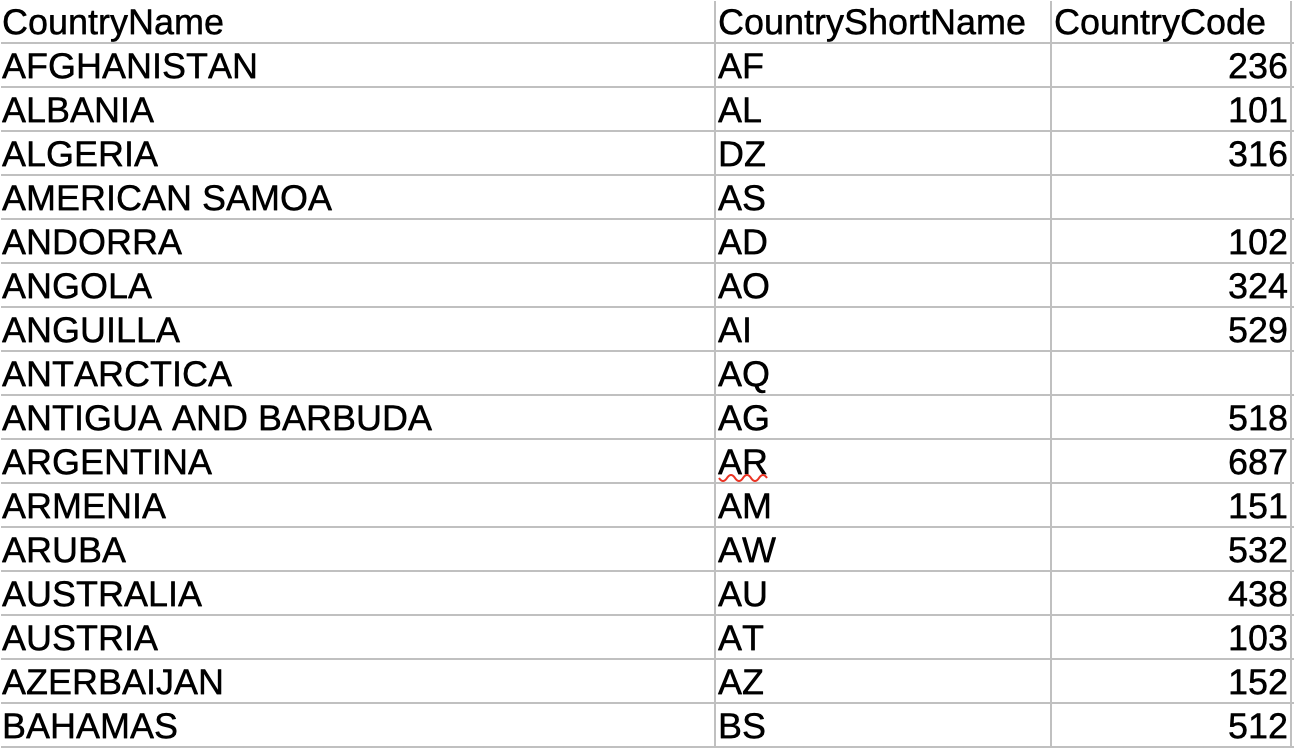 CountryName CountryShortName CountryCode
AFGHANISTAN AF 236
ALBANIA AL 101
ALGERIA DZ 316
AMERICAN SAMOA AS
ANDORRA AD 102
ANGOLA AO 324
ANGUILLA AI 529
ANTARCTICA AQ
ANTIGUA AND BARBUDA AG 518
ARGENTINA AR 687
ARMENIA AM 151
ARUBA AW 532
AUSTRALIA AU 438
AUSTRIA AT 103
AZERBAIJAN AZ 152
BAHAMAS BS 512